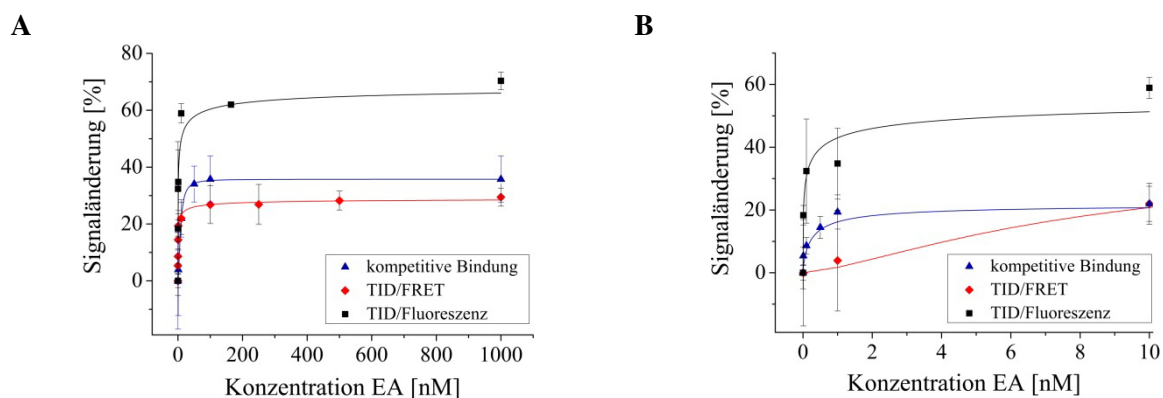 A
Signaländerung [%]
80
60
40
20
0
kompetitive Bindung
TID/FRET
TID/Fluoreszenz
0
200
400
600
800
1000
Konzentration EA [nM]
B
Signaländerung [%]
60
40
20
0
kompetitive Bindung
TID/FRET
TID/Fluoreszenz
0
2
4
6
8
10
Konzentration EA [nM]